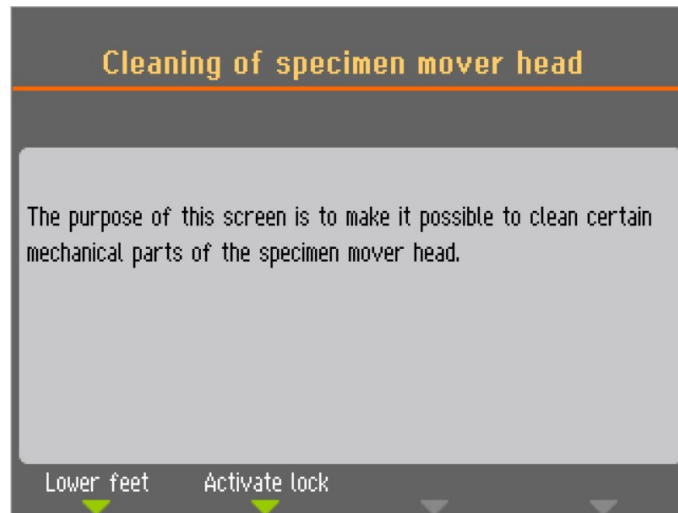 Cleaning of specimen mover head
The purpose of this screen is to make it possible to clean certain
mechanical parts of the specimen mover head.
Lower feet
Activate lock